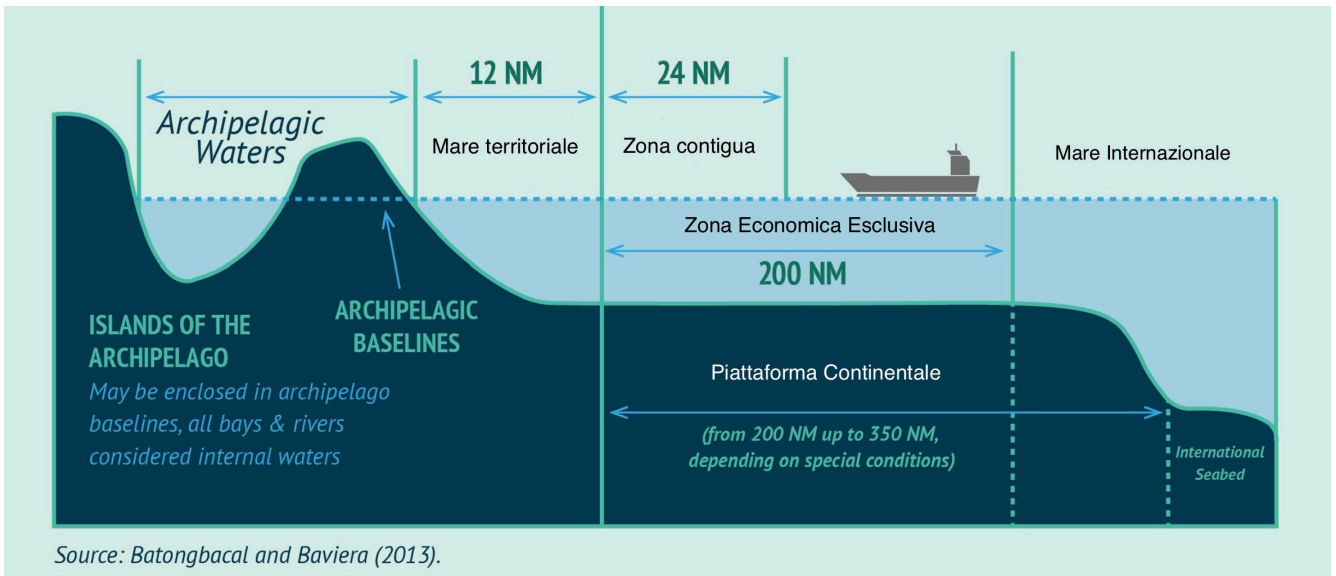 12 NM
24 NM
Archipelagic
Waters
Mare territoriale
Zona contigua
Mare Internazionale
Zona Economica Esclusiva
200 NM
ARCHIPELAGIC
BASELINES
ISLANDS OF THE
ARCHIPELAGO
May be enclosed in archipelago
baselines, all bays & rivers
considered internal waters
Piattaforma Continentale
(from 200 NM up to 350 NM,
depending on special conditions)
International
Seabed
Source: Batongbacal and Baviera (2013).